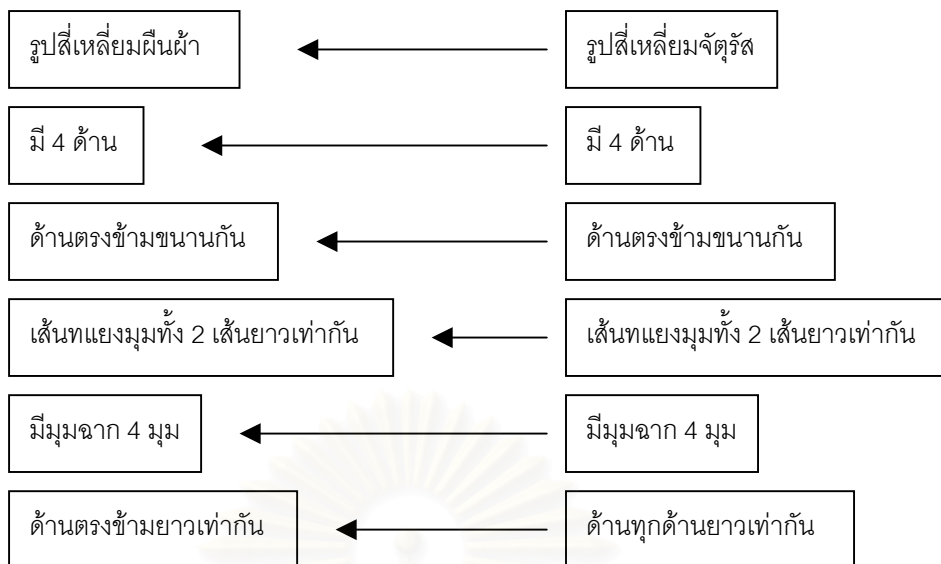 รูปสี่เหลี่ยมผืนผ้า รูปสี่เหลี่ยมจัตุรัส
มี 4 ด้าน มี 4 ด้าน
ด้านตรงข้ามขนานกัน ด้านตรงข้ามขนานกัน
เส้นทแยงมุมทั้ง 2 เส้นยาวเท่ากัน เส้นทแยงมุมทั้ง 2 เส้นยาวเท่ากัน
มีมุมฉาก 4 มุม มีมุมฉาก 4 มุม
ด้านตรงข้ามยาวเท่ากัน ด้านทุกด้านยาวเท่ากัน